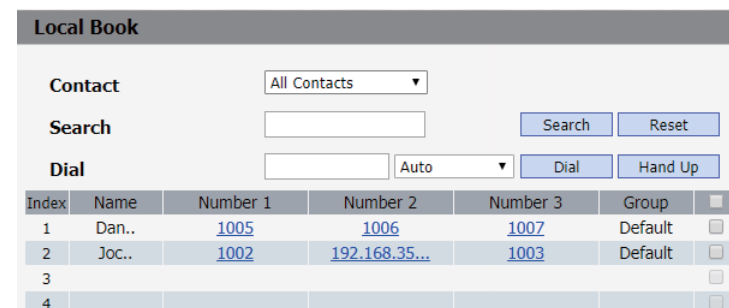 Local Book
Contact All Contacts
Search Search Reset
Dial Auto Dial Hand Up
Index Name Number 1 Number 2 Number 3 Group
1 Dan.. 1005 1006 1007 Default
2 Joc.. 1002 192.168.35... 1003 Default
3
4